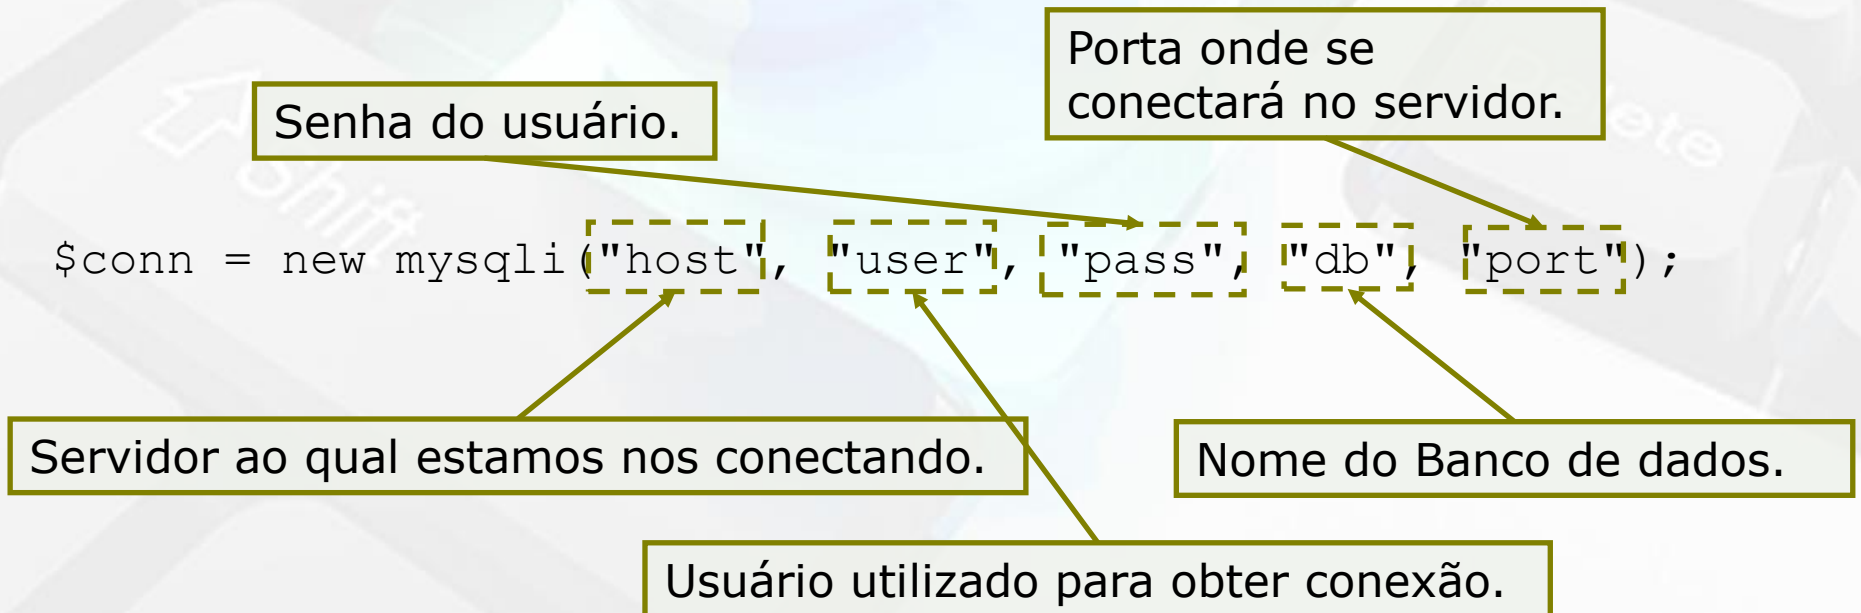 Porta onde se
conectará no servidor.
Senha do usuário.
Shift
$conn = new mysqli("host", "user", "pass", "db", "port");
Servidor ao qual estamos nos conectando.
Nome do Banco de dados.
Usuário utilizado para obter conexão.